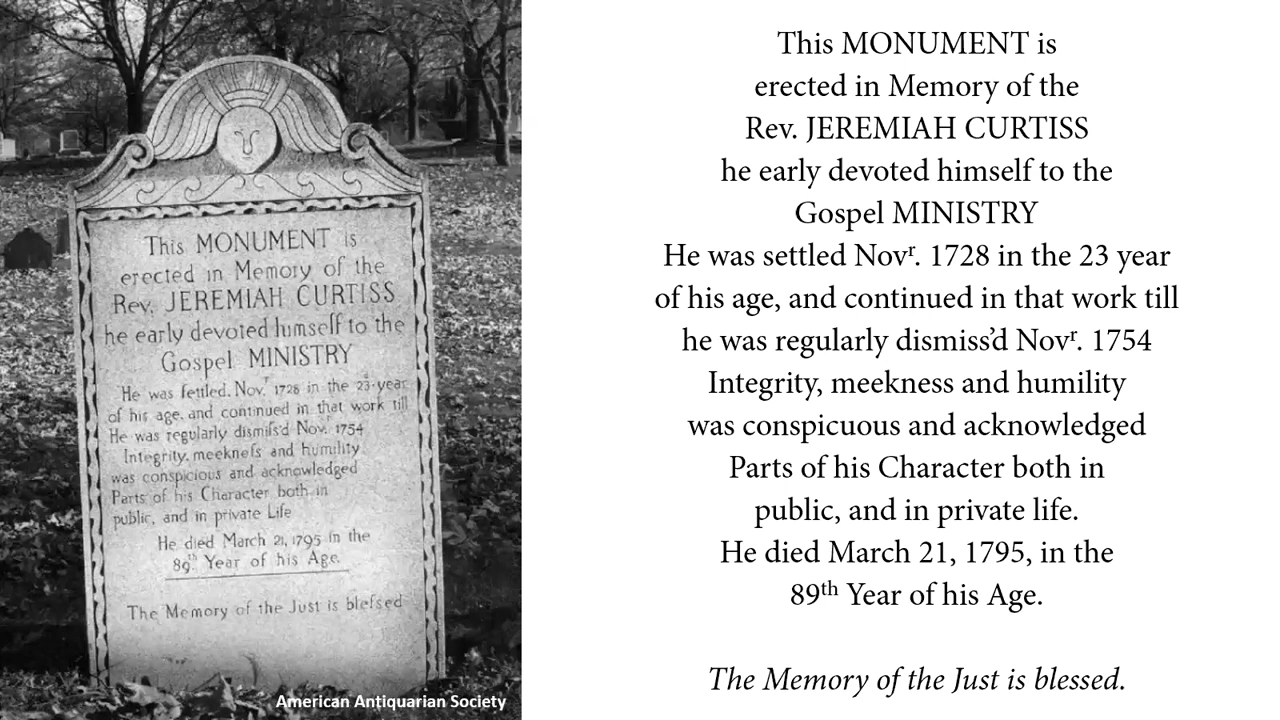 This MONUMENT is
erected in Memory of the
Rev. JEREMIAH CURTISS
he early devoted himself to the
Gospel MINISTRY
He was ſettled. Nov.r 1728 in the 23d year
of his age, and continued in that work till
He was regularly dismiſs'd Novr 1754
Integrity, meekneſs and humility
was conspicious and acknowledged
Parts of his Character both in
public, and in private Life
He died March 21, 1795 in the
89th Year of his Age.
The Memory of the Just is bleſsed
American Antiquarian Society
This MONUMENT is
erected in Memory of the
Rev. JEREMIAH CURTISS
he early devoted himself to the
Gospel MINISTRY
He was settled Novr. 1728 in the 23 year
of his age, and continued in that work till
he was regularly dismiss’d Novr. 1754
Integrity, meekness and humility
was conspicuous and acknowledged
Parts of his Character both in
public, and in private life.
He died March 21, 1795, in the
89th Year of his Age.
The Memory of the Just is blessed.